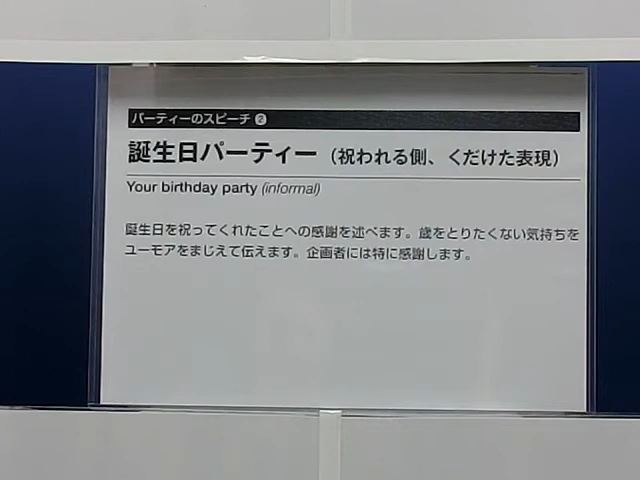 パーティーのスピーチ❷
誕生日パーティー（祝われる側、くだけた表現）
Your birthday party (informal)
誕生日を祝ってくれたことへの感謝を述べます。歳をとりたくない気持ちを
ユーモアをまじえて伝えます。企画者には特に感謝します。